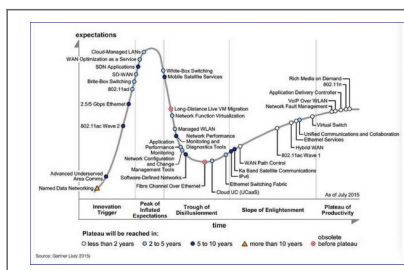 expectations
Cloud-Managed LANs
WAN Optimization as a Service
SDN Applications
SD-WAN
Brite-Box Switching
802.11ad
2.5/5 Gbps Ethernet
802.11ac Wave 2
Advanced Underserved
Area Comms
Named Data Networking
White-Box Switching
Mobile Satellite Services
Long-Distance Live VM Migration
Network Function Virtualization
Managed WLAN
Network Performance
Monitoring and
Diagnostics Tools
Application
Performance
Monitoring
Network Configuration
and Change
Management Tools
Software-Defined Networks
Fibre Channel Over Ethernet
Cloud UC (UCaaS)
Ethernet Switching Fabric
IPv6
Ka Band Satellite Communications
WAN Path Control
802.11ac Wave 1
Hybrid WAN
Ethernet Services
Unified Communications and Collaboration
Virtual Switch
Network Fault Management
VoIP Over WLAN
Application Delivery Controller
802.11n
Rich Media on Demand
As of July 2015
Innovation
Trigger
Peak of
Inflated
Expectations
Trough of
Disillusionment
Slope of Enlightenment
Plateau of
Productivity
time
Plateau will be reached in:
less than 2 years
2 to 5 years
5 to 10 years
more than 10 years
obsolete
before plateau
Source: Gartner (July 2015)